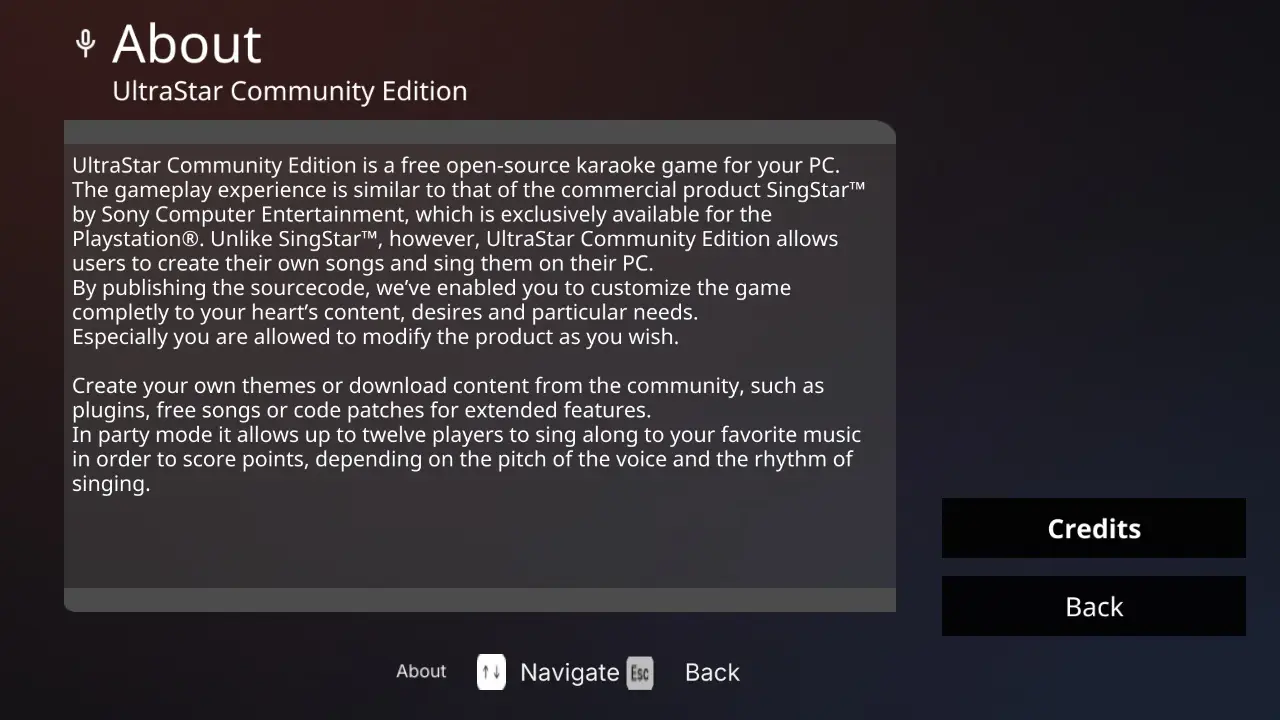 About
UltraStar Community Edition
UltraStar Community Edition is a free open-source karaoke game for your PC.
The gameplay experience is similar to that of the commercial product SingStar™
by Sony Computer Entertainment, which is exclusively available for the
Playstation®. Unlike SingStar™, however, UltraStar Community Edition allows
users to create their own songs and sing them on their PC.
By publishing the sourcecode, we’ve enabled you to customize the game
completly to your heart’s content, desires and particular needs.
Especially you are allowed to modify the product as you wish.
Create your own themes or download content from the community, such as
plugins, free songs or code patches for extended features.
In party mode it allows up to twelve players to sing along to your favorite music
in order to score points, depending on the pitch of the voice and the rhythm of
singing.
Credits
Back
About ↑↓ Navigate Esc Back